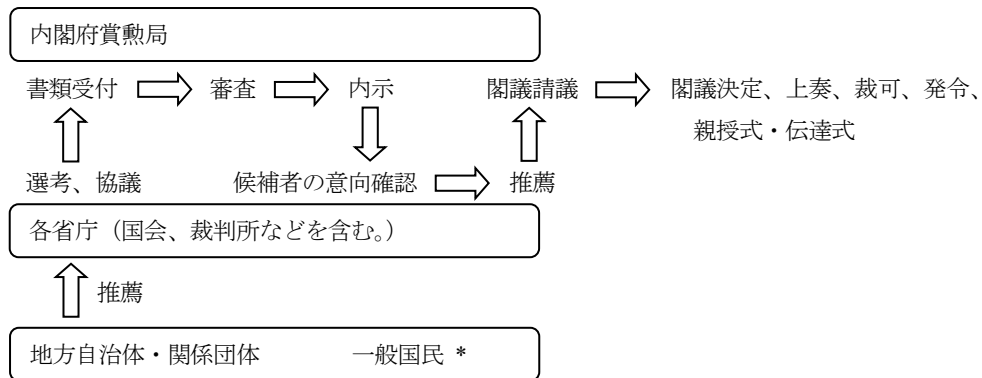 内閣府賞勲局
書類受付 審査 内示 閣議請議 閣議決定、上奏、裁可、発令、
親授式・伝達式
選考、協議 候補者の意向確認 推薦
各省庁（国会、裁判所などを含む。）
推薦
地方自治体・関係団体 一般国民 *